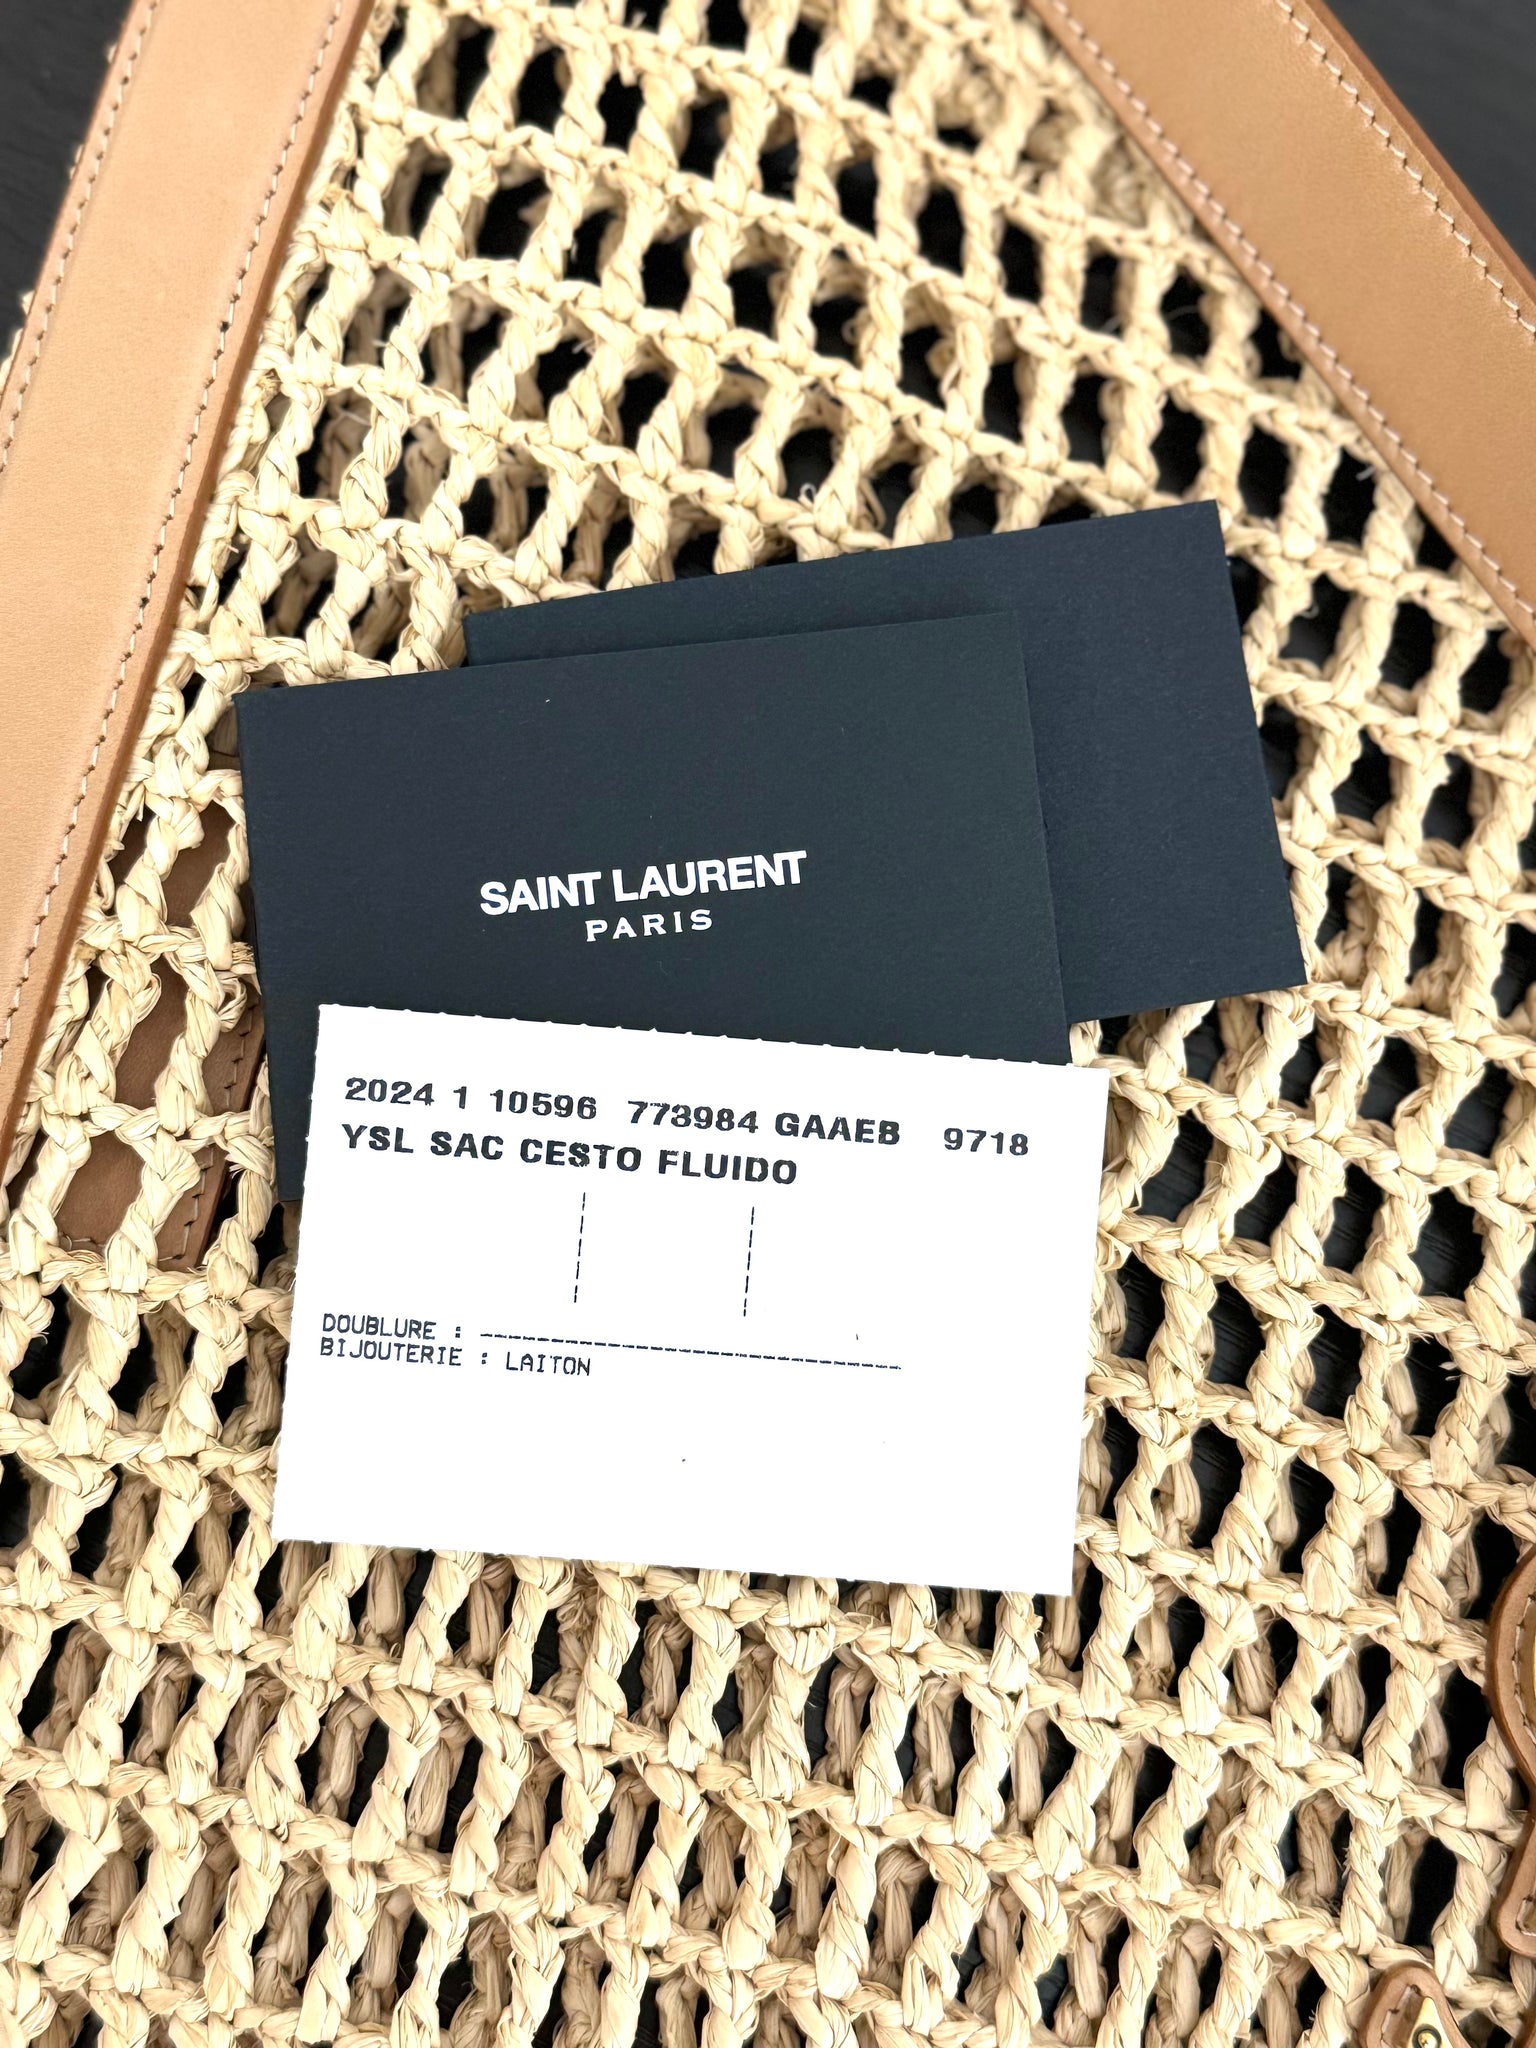 SAINT LAURENT
PARIS
2024 1 10596 773984 GAAEB 9718
YSL SAC CESTO FLUIDO
DOUBLURE : ------------------------------
BIJOUTERIE : LAITON